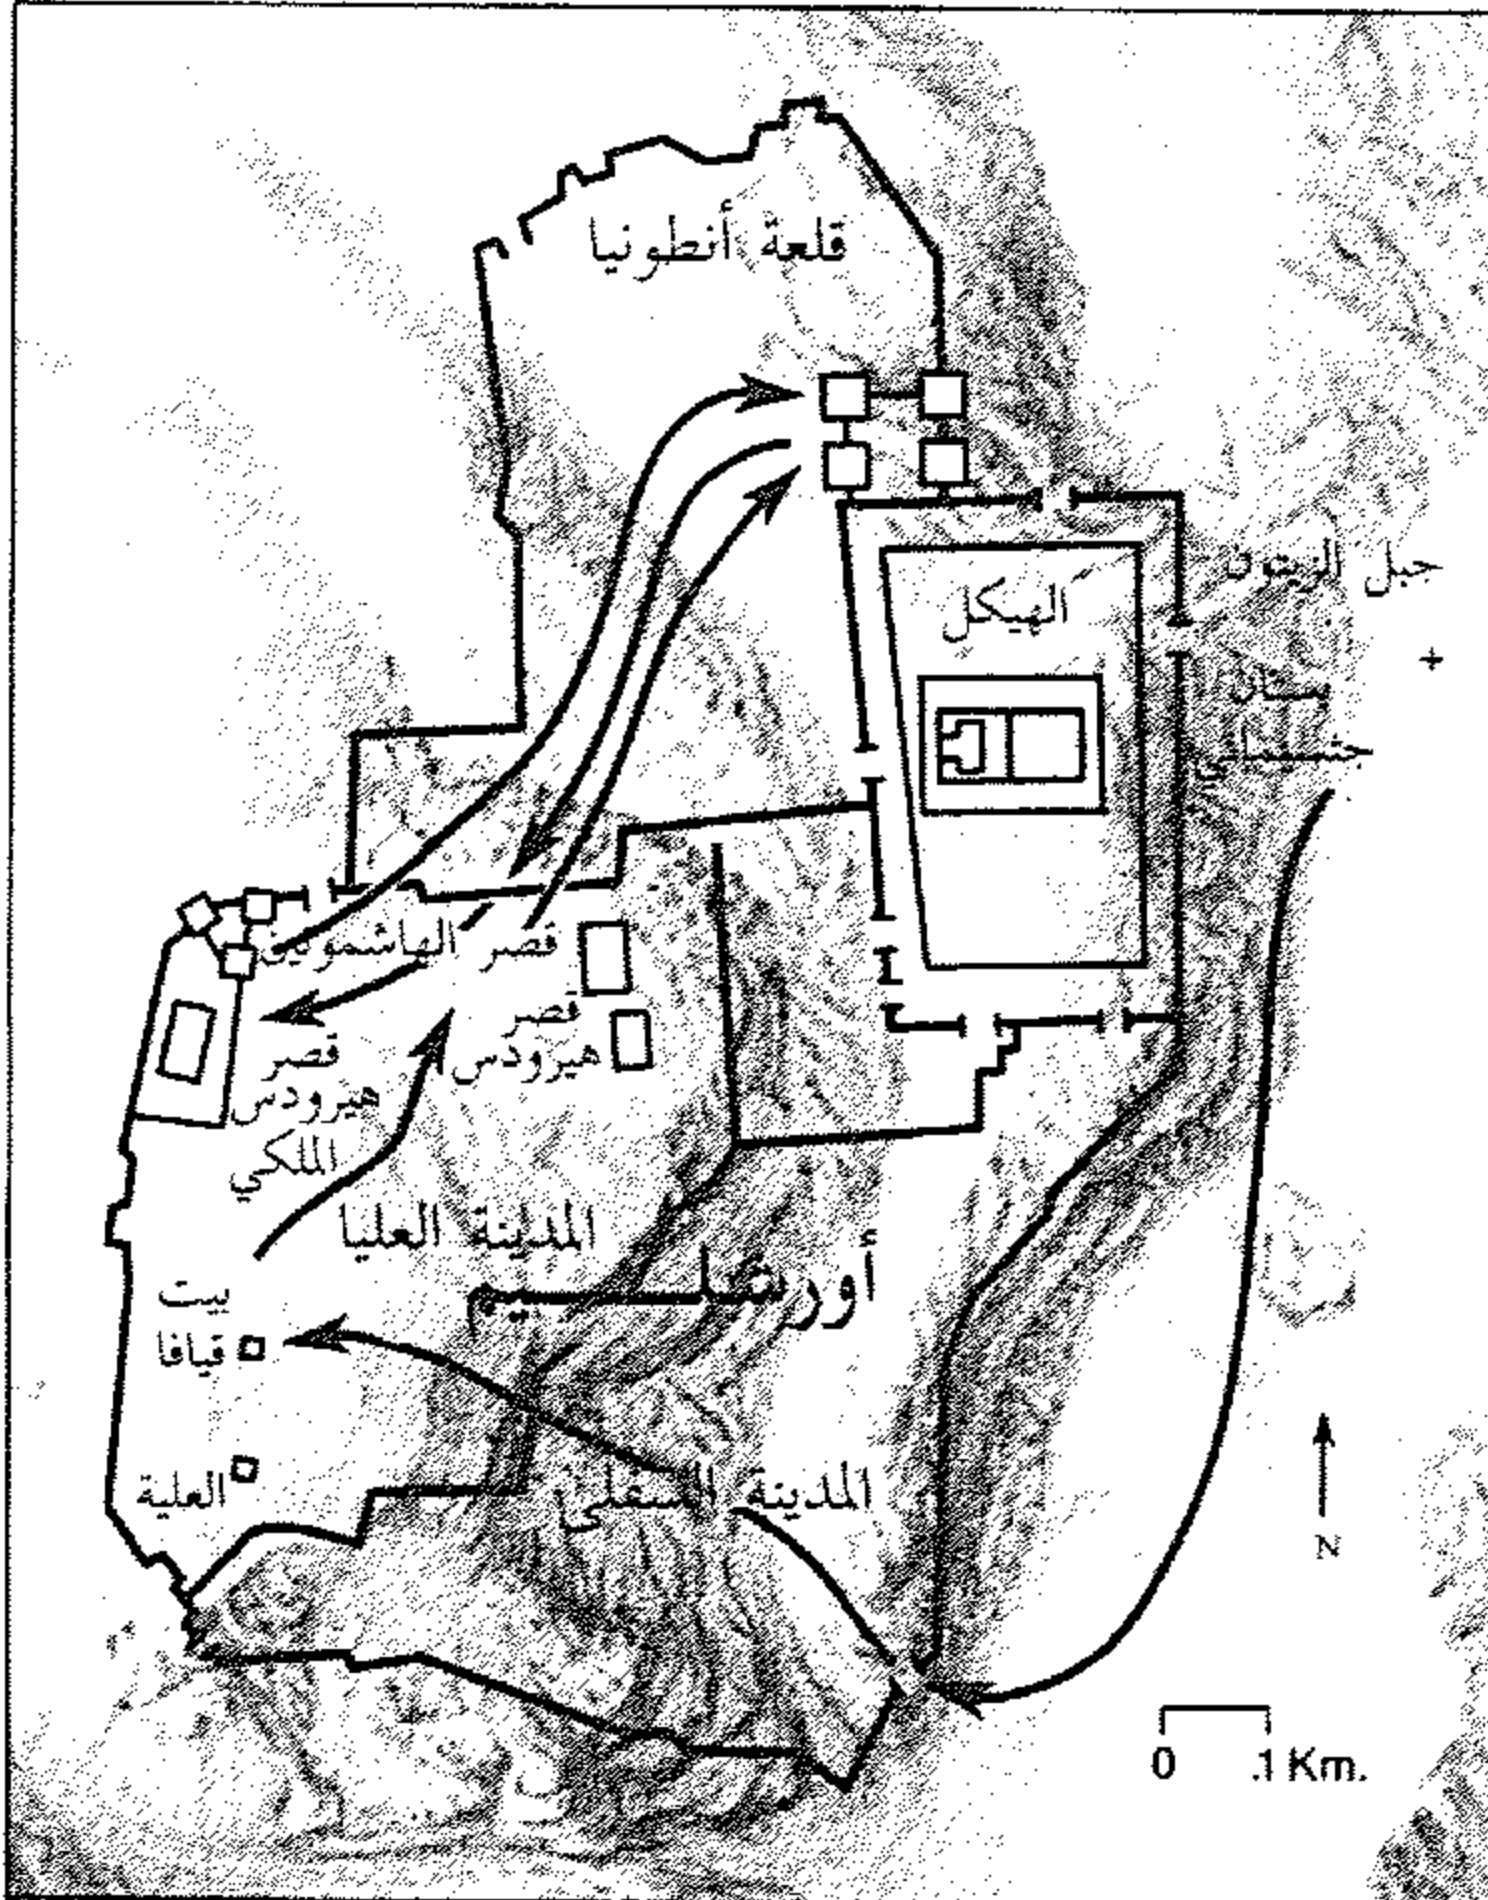 قلعة أنطونيا
جبل الزيتون
الهيكل
بستان
جثسيماني
قصر الهاشمونيين
قصر
هيرودس
قصر
هيرودس
الملكي
المدينة العليا
أورشليم
بيت
قيافا
العلية
المدينة السفلى
N
0 .1 Km.